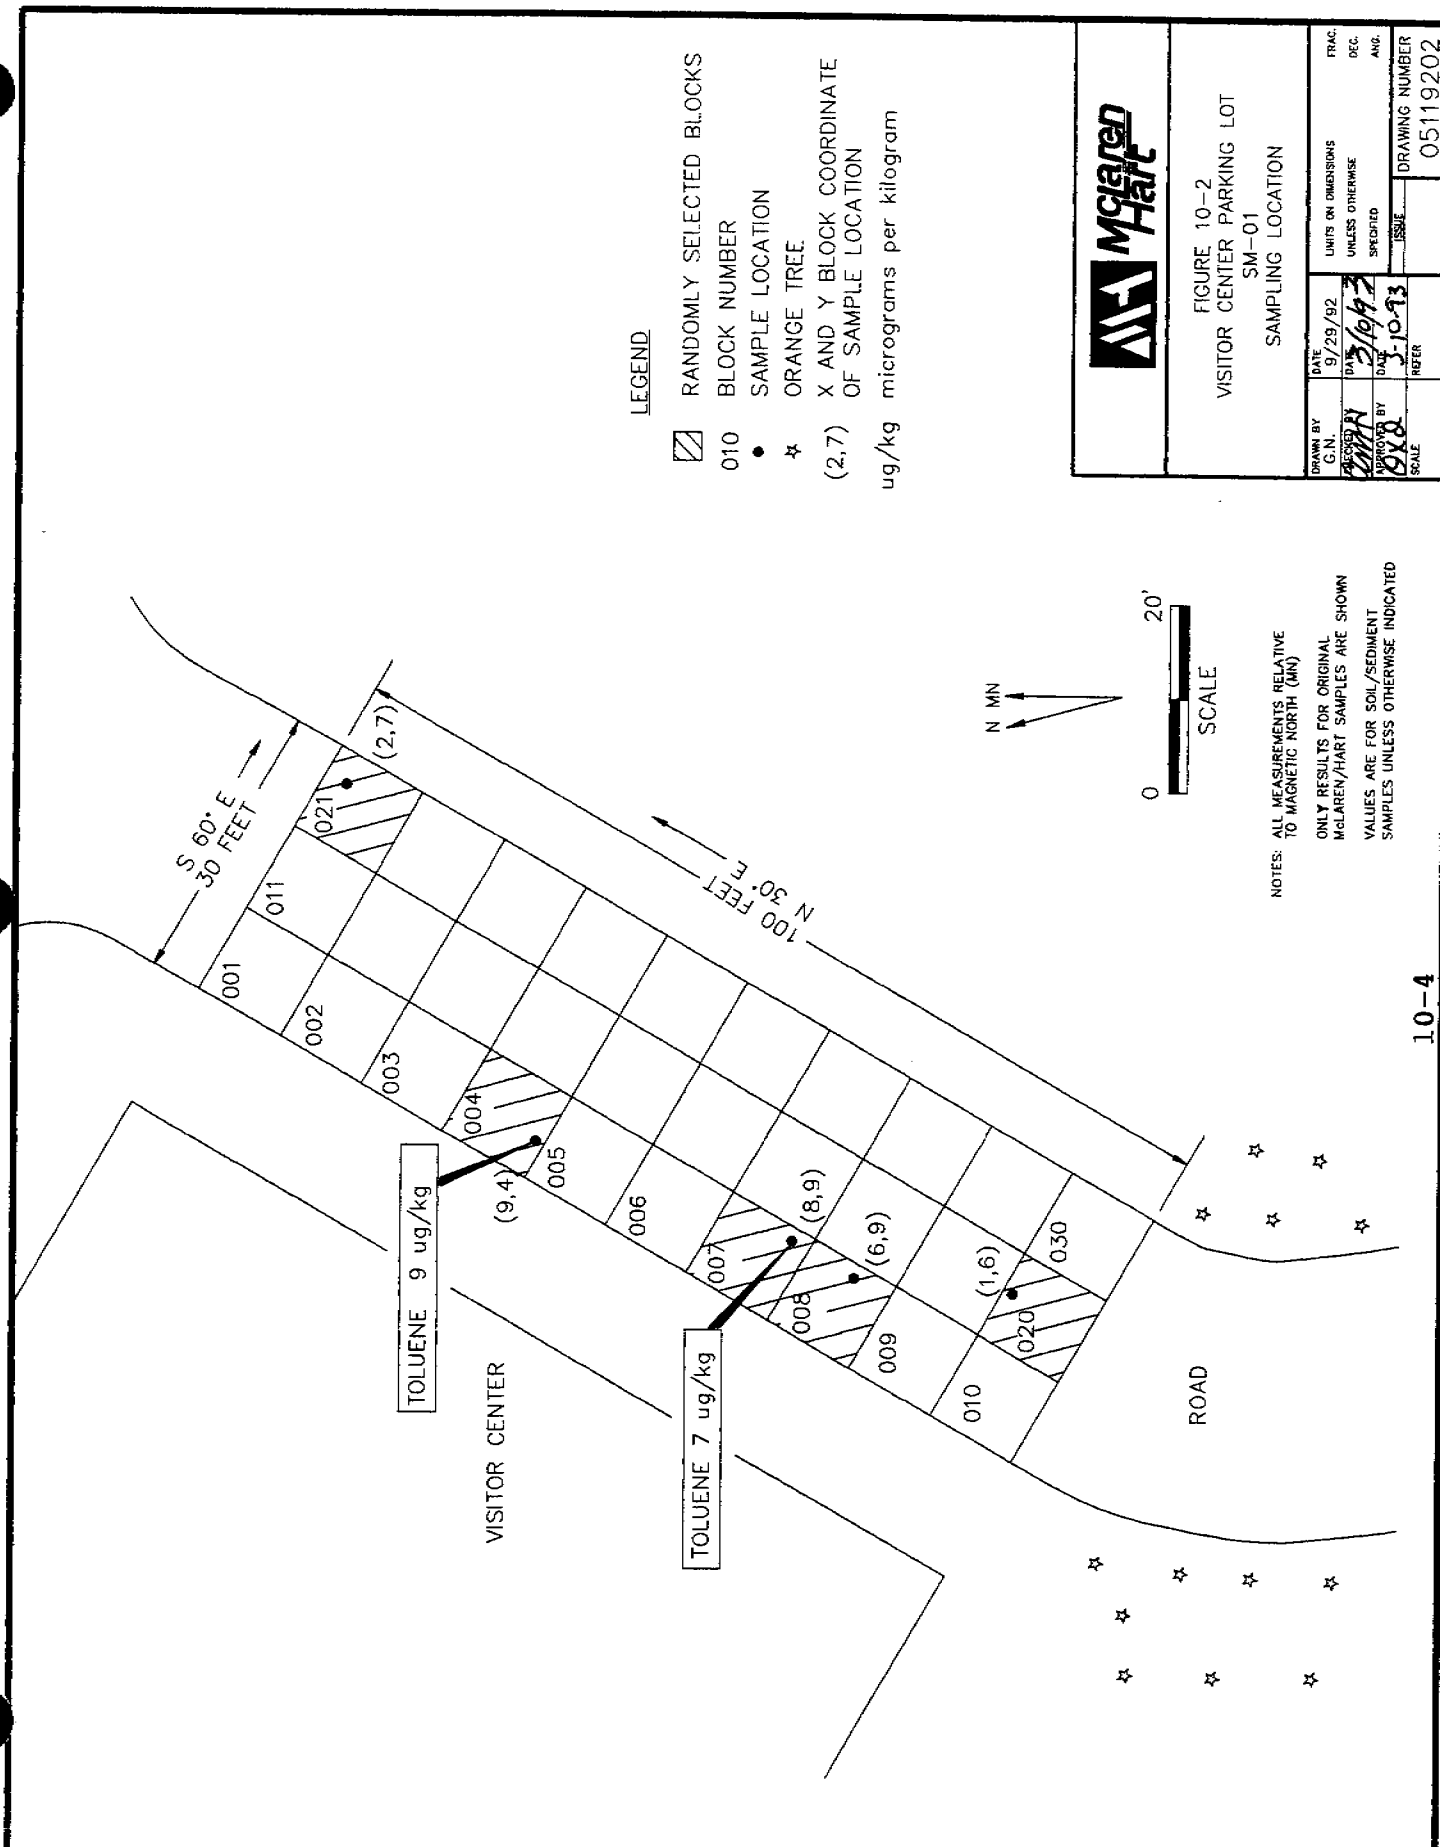 S 60° E
30 FEET
001
011
021
(2,7)
002
003
004
005
006
007
008
009
010
020
030
(9,4)
(8,9)
(6,9)
(1,6)
100 FEET
N 30° E
TOLUENE 9 ug/kg
TOLUENE 7 ug/kg
VISITOR CENTER
ROAD
LEGEND
RANDOMLY SELECTED BLOCKS
010 BLOCK NUMBER
SAMPLE LOCATION
ORANGE TREE
(2,7) X AND Y BLOCK COORDINATE
OF SAMPLE LOCATION
ug/kg micrograms per kilogram
N MN
0 20'
SCALE
NOTES: ALL MEASUREMENTS RELATIVE
TO MAGNETIC NORTH (MN)
ONLY RESULTS FOR ORIGINAL
McLAREN/HART SAMPLES ARE SHOWN
VALUES ARE FOR SOIL/SEDIMENT
SAMPLES UNLESS OTHERWISE INDICATED
McLaren
Hart
FIGURE 10-2
VISITOR CENTER PARKING LOT
SM-01
SAMPLING LOCATION
DRAWN BY
G.N.
DATE
9/29/92
CHECKED BY
DATE
3/10/93
APPROVED BY
DATE
3-10-93
SCALE
REFER
UNITS ON DIMENSIONS
UNLESS OTHERWISE
SPECIFIED
FRAC.
DEC.
ANG.
ISSUE
DRAWING NUMBER
05119202
10-4